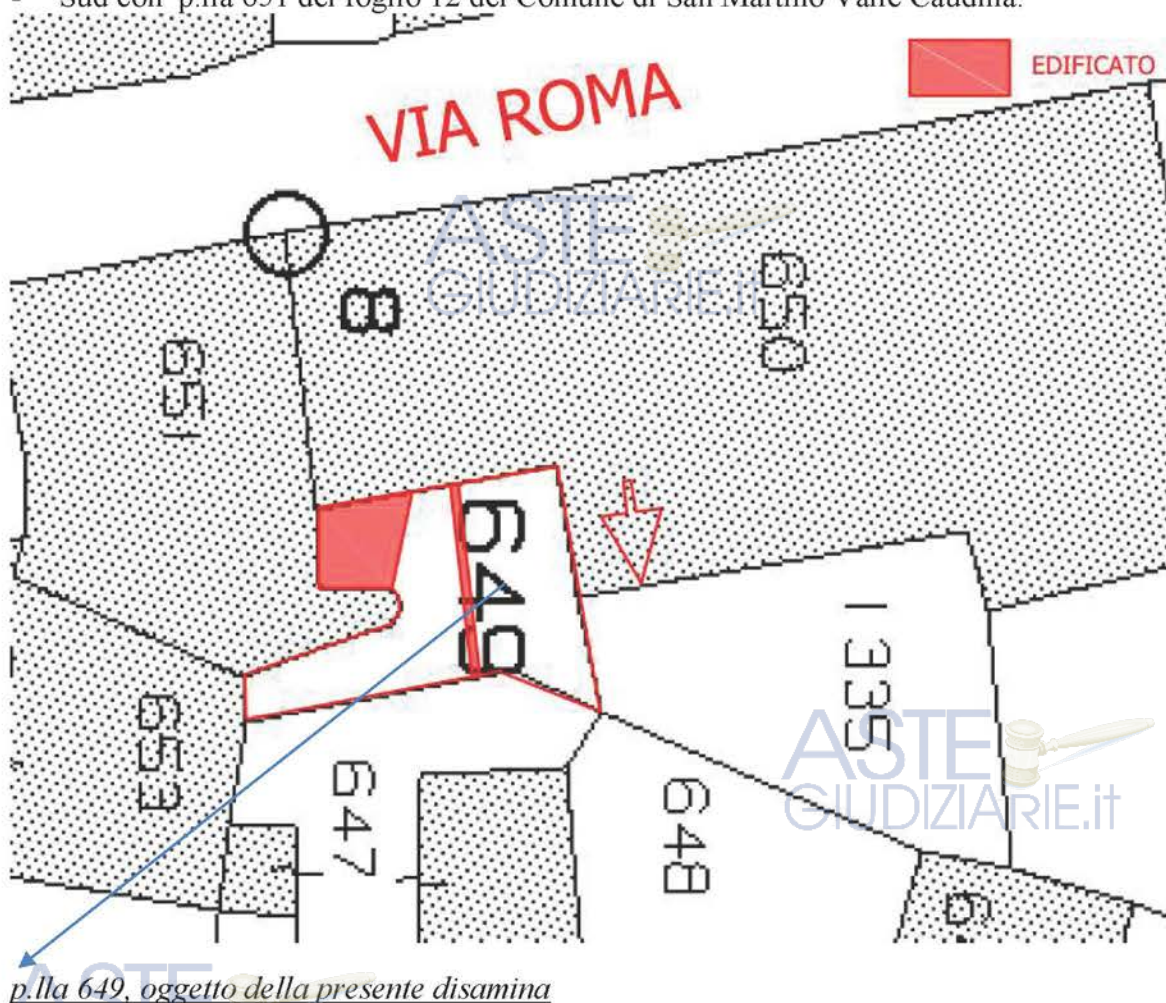 - Sud con p.lla 651 del foglio 12 del Comune di San Martino Valle Caudina.
EDIFICATO
VIA ROMA
ASTE
GIUDIZIARIE.it
650
8
651
649
1335
653
647
648
ASTE
GIUDIZIARIE.it
p.lla 649, oggetto della presente disamina
ASTE